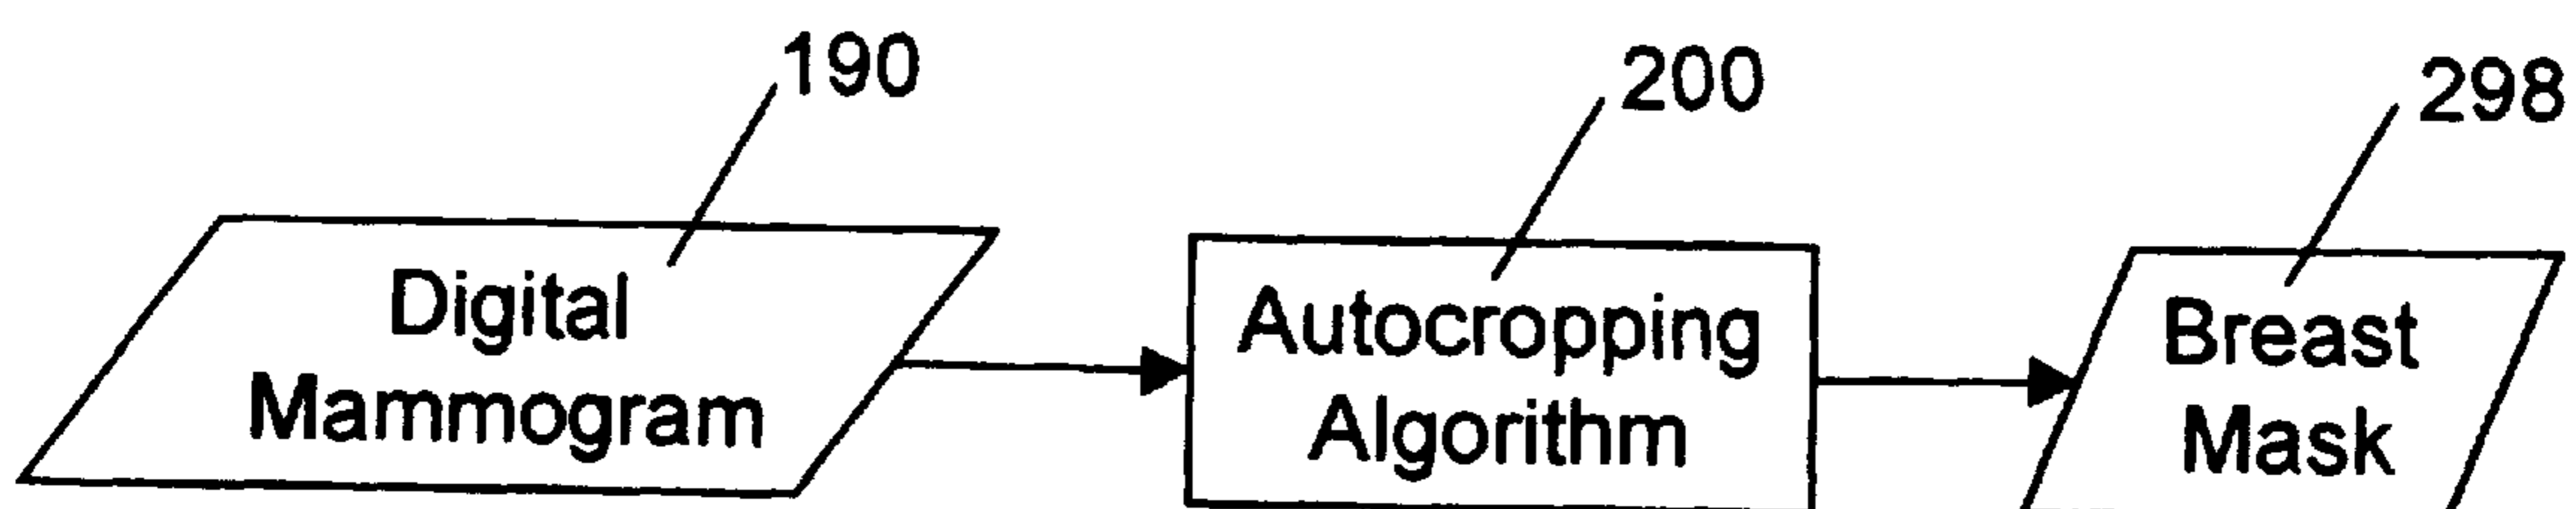 190
200
298
Digital
Mammogram
Autocropping
Algorithm
Breast
Mask